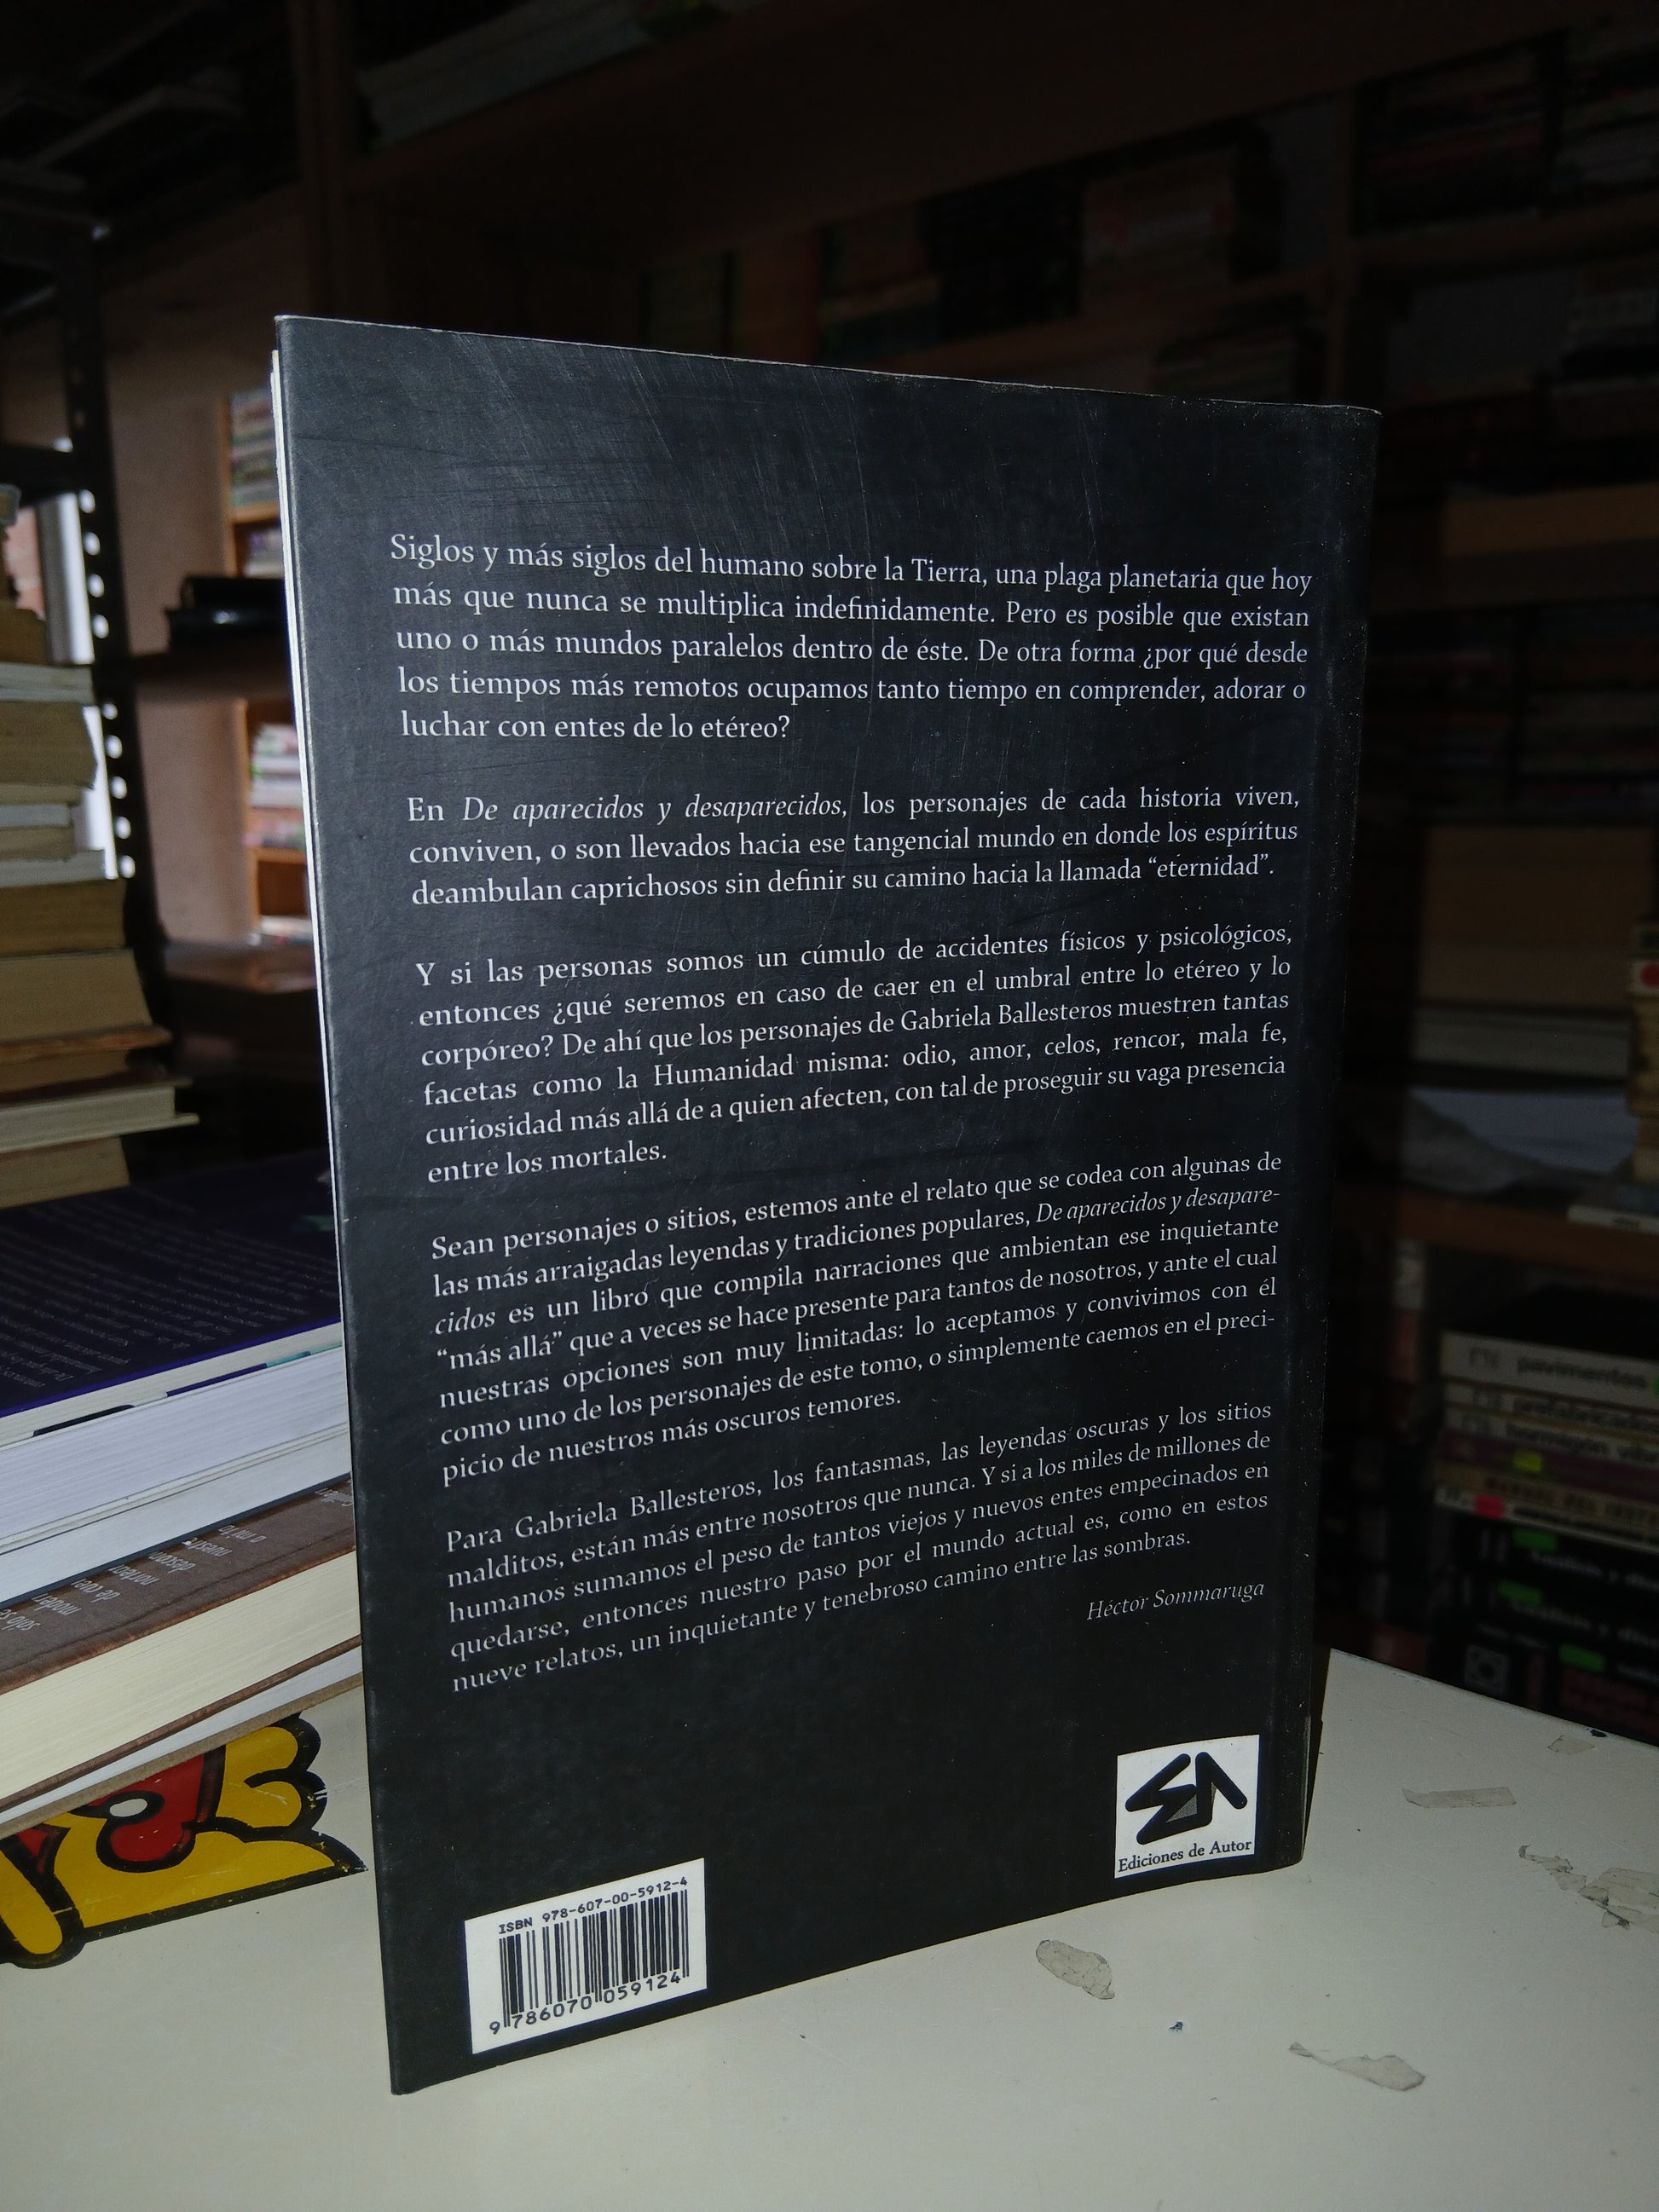 Siglos y más siglos del humano sobre la Tierra, una plaga planetaria que hoy
más que nunca se multiplica indefinidamente. Pero es posible que existan
uno o más mundos paralelos dentro de éste. De otra forma ¿por qué desde
los tiempos más remotos ocupamos tanto tiempo en comprender, adorar o
luchar con entes de lo etéreo?
En De aparecidos y desaparecidos, los personajes de cada historia viven,
conviven, o son llevados hacia ese tangencial mundo en donde los espíritus
deambulan caprichosos sin definir su camino hacia la llamada “eternidad”.
Y si las personas somos un cúmulo de accidentes físicos y psicológicos,
entonces ¿qué seremos en caso de caer en el umbral entre lo etéreo y lo
corpóreo? De ahí que los personajes de Gabriela Ballesteros muestren tantas
facetas como la Humanidad misma: odio, amor, celos, rencor, mala fe,
curiosidad más allá de a quien afecten, con tal de proseguir su vaga presencia
entre los mortales.
Sean personajes o sitios, estemos ante el relato que se codea con algunas de
las más arraigadas leyendas y tradiciones populares, De aparecidos y desapare-
cidos es un libro que compila narraciones que ambientan ese inquietante
“más allá” que a veces se hace presente para tantos de nosotros, y ante el cual
nuestras opciones son muy limitadas: lo aceptamos y convivimos con él
como uno de los personajes de este tomo, o simplemente caemos en el preci-
picio de nuestros más oscuros temores.
Para Gabriela Ballesteros, los fantasmas, las leyendas oscuras y los sitios
malditos, están más entre nosotros que nunca. Y si a los miles de millones de
humanos sumamos el peso de tantos viejos y nuevos entes empecinados en
quedarse, entonces nuestro paso por el mundo actual es, como en estos
nueve relatos, un inquietante y tenebroso camino entre las sombras.
Héctor Sommaruga
Ediciones de Autor
ISBN 978-607-00-5912-4
9 786070 059124
pavimentos